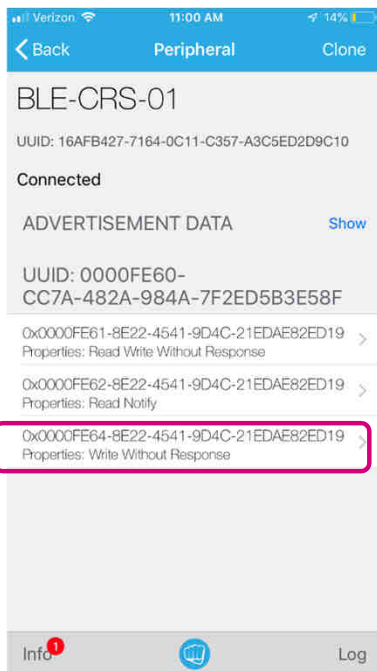 Verizon 11:00 AM 14%
Back Peripheral Clone
BLE-CRS-01
UUID: 16AFB427-7164-0C11-C357-A3C5ED2D9C10
Connected
ADVERTISEMENT DATA Show
UUID: 0000FE60-
CC7A-482A-984A-7F2ED5B3E58F
0x0000FE61-8E22-4541-9D4C-21EDAE82ED19
Properties: Read Write Without Response
0x0000FE62-8E22-4541-9D4C-21EDAE82ED19
Properties: Read Notify
0x0000FE64-8E22-4541-9D4C-21EDAE82ED19
Properties: Write Without Response
Info 1 Log